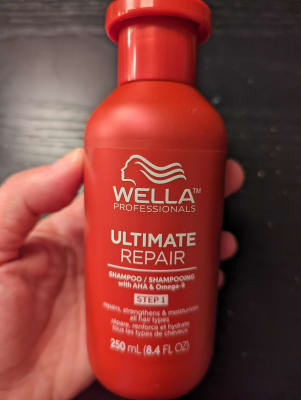 WELLA™
PROFESSIONALS
ULTIMATE
REPAIR
SHAMPOO / SHAMPOOING
with AHA & Omega-9
STEP 1
repairs, strengthens & moisturizes
all hair types
répare, renforce et hydrate
tous les types de cheveux
250 mL (8.4 FL OZ)